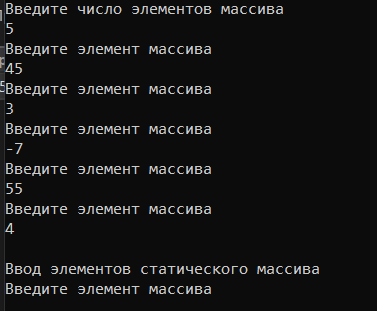 Введите число элементов массива
5
Введите элемент массива
45
Введите элемент массива
3
Введите элемент массива
-7
Введите элемент массива
55
Введите элемент массива
4
Ввод элементов статического массива
Введите элемент массива